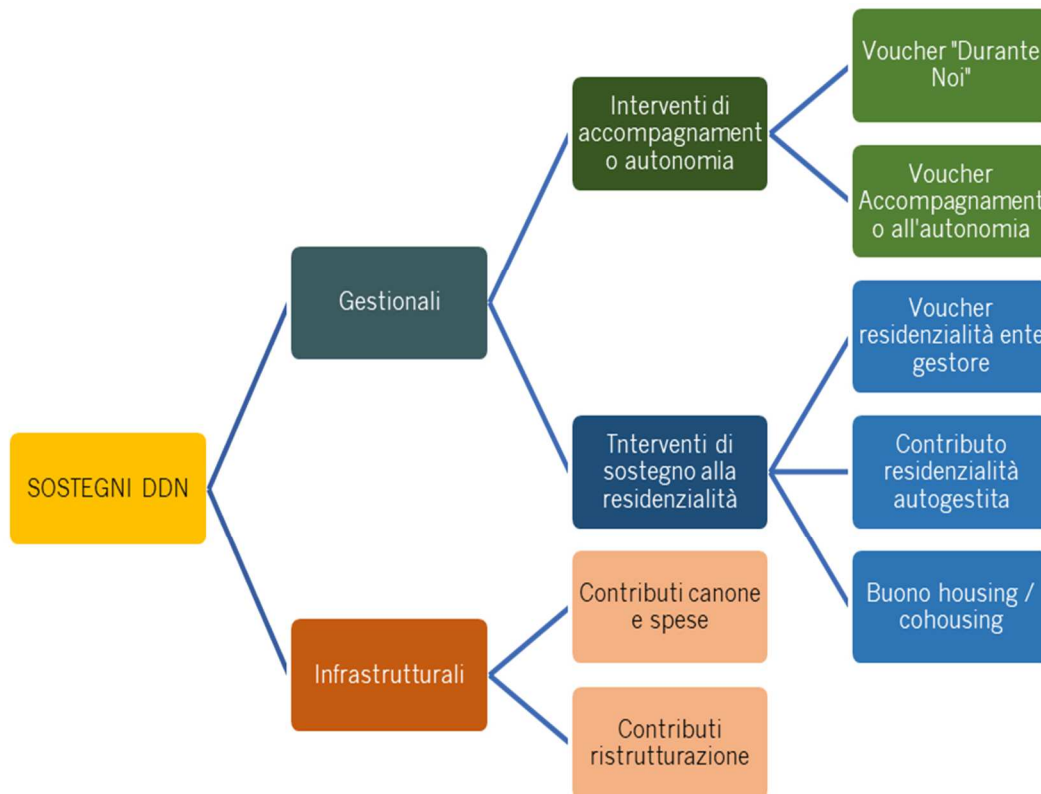 SOSTEGNI DDN
Gestionali
Interventi di
accompagnament
o autonomia
Voucher "Durante
Noi"
Voucher
Accompagnament
o all'autonomia
Tnterventi di
sostegno alla
residenzialità
Voucher
residenzialità ente
gestore
Contributo
residenzialità
autogestita
Buono housing /
cohousing
Infrastrutturali
Contributi canone
e spese
Contributi
ristrutturazione